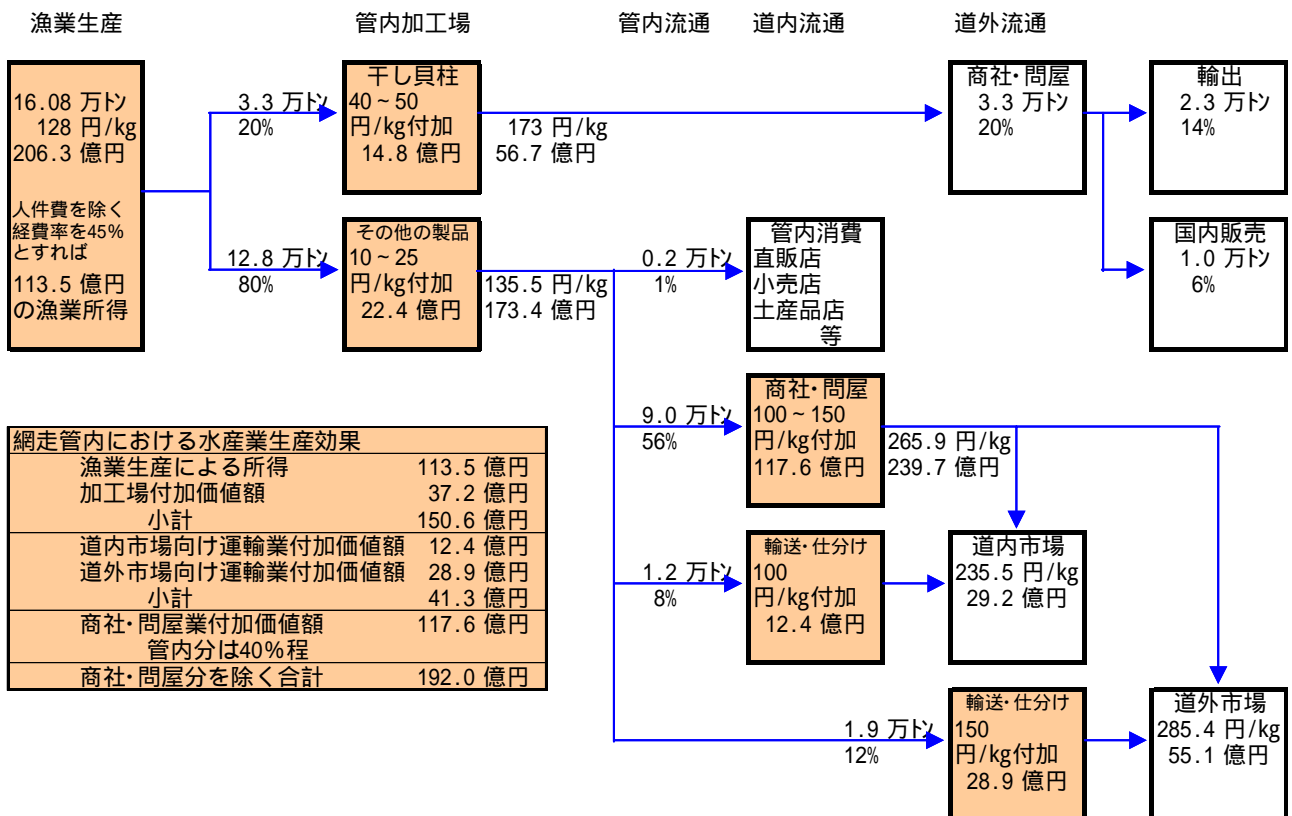 漁業生産
管内加工場
管内流通
道内流通
道外流通
16.08 万トン
128 円/kg
206.3 億円
人件費を除く
経費率を45%
とすれば
113.5 億円
の漁業所得
3.3 万トン
20%
干し貝柱
40~50
円/kg付加
14.8 億円
173 円/kg
56.7 億円
商社・問屋
3.3 万トン
20%
輸出
2.3 万トン
14%
国内販売
1.0 万トン
6%
12.8 万トン
80%
その他の製品
10~25
円/kg付加
22.4 億円
135.5 円/kg
173.4 億円
0.2 万トン
1%
管内消費
直販店
小売店
土産品店
等
9.0 万トン
56%
商社・問屋
100~150
円/kg付加
117.6 億円
265.9 円/kg
239.7 億円
1.2 万トン
8%
輸送・仕分け
100
円/kg付加
12.4 億円
道内市場
235.5 円/kg
29.2 億円
1.9 万トン
12%
輸送・仕分け
150
円/kg付加
28.9 億円
道外市場
285.4 円/kg
55.1 億円
網走管内における水産業生産効果
漁業生産による所得 113.5 億円
加工場付加価値額 37.2 億円
小計 150.6 億円
道内市場向け運輸業付加価値額 12.4 億円
道外市場向け運輸業付加価値額 28.9 億円
小計 41.3 億円
商社・問屋業付加価値額 117.6 億円
管内分は40%程
商社・問屋分を除く合計 192.0 億円